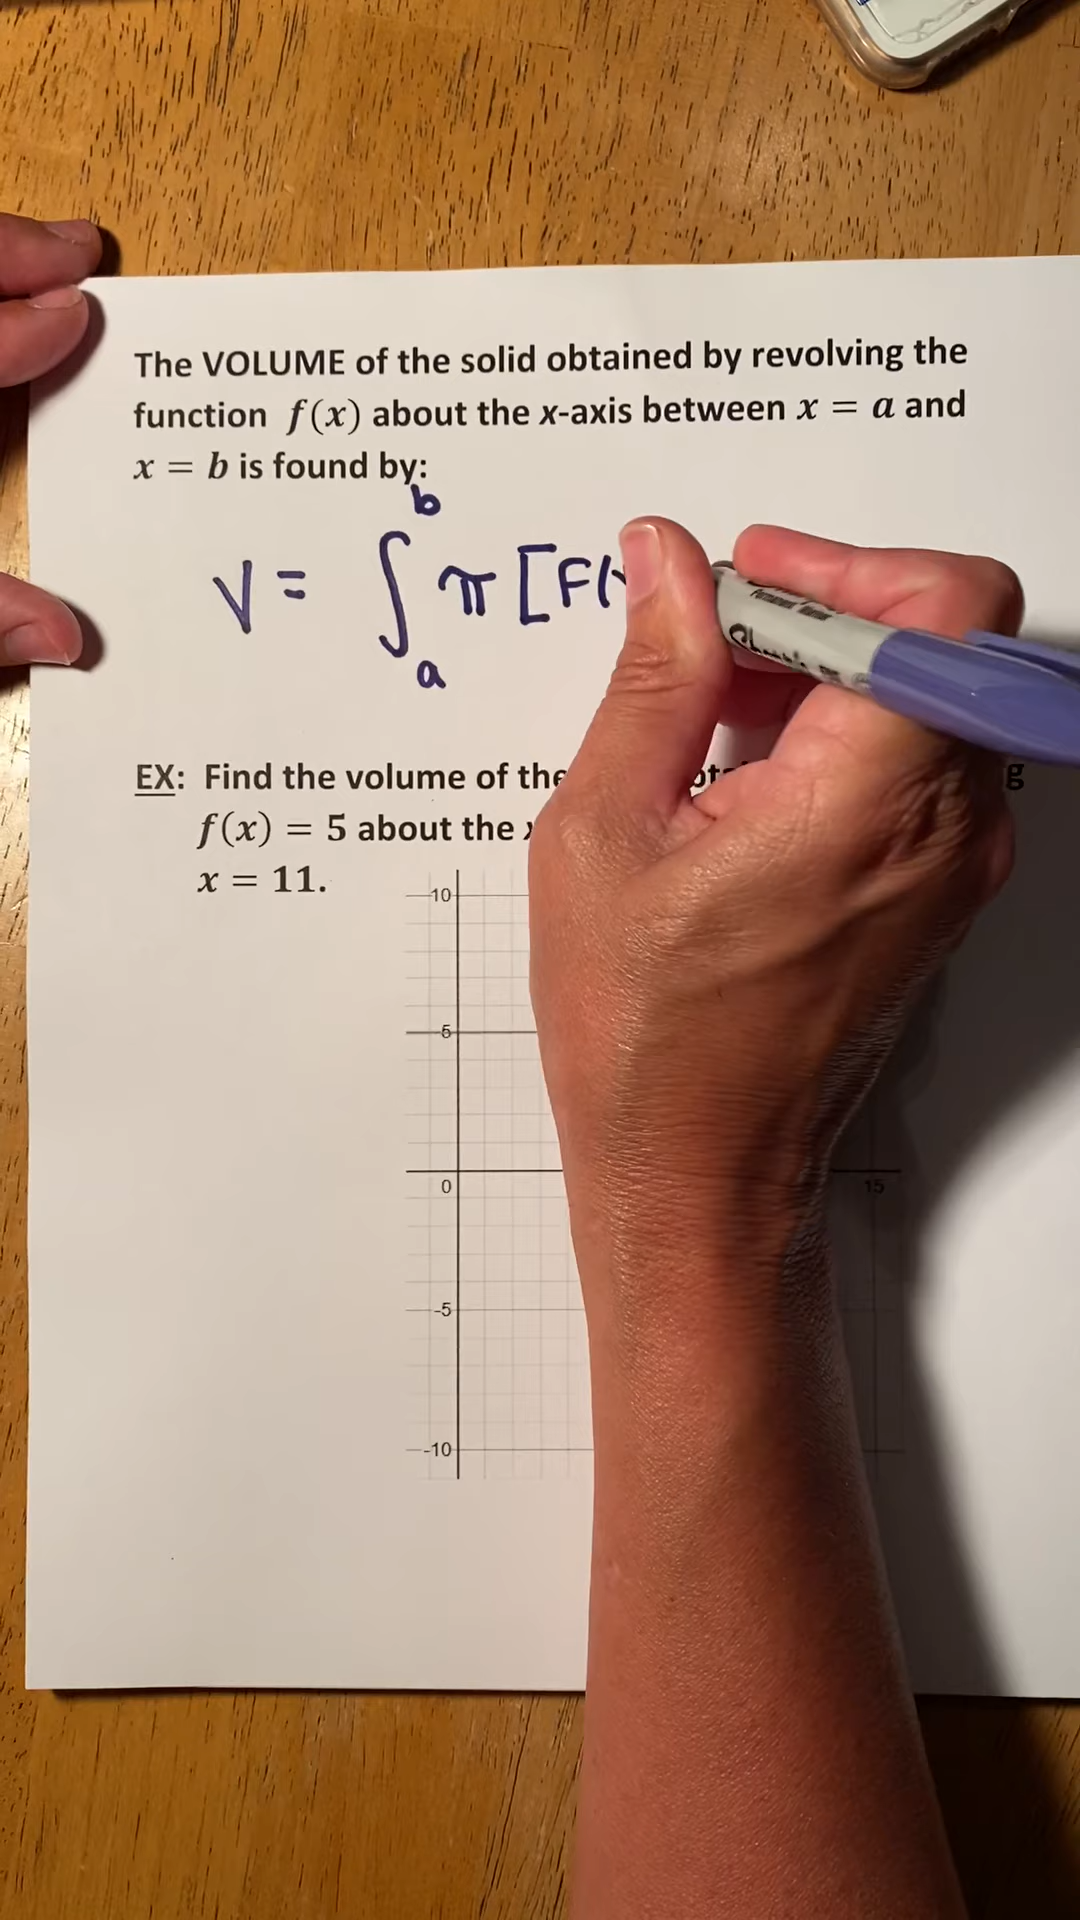 The VOLUME of the solid obtained by revolving the
function f(x) about the x-axis between x = a and
x = b is found by:
b
V = ∫ π [F(
a
EX: Find the volume of the
f(x) = 5 about the
x = 11.
10
5
0
15
-5
-10